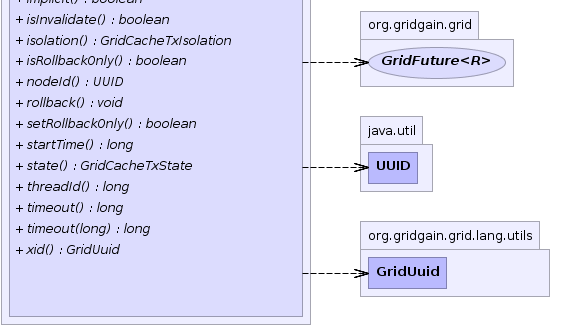 + implicit() : boolean
+ isInvalidate() : boolean
+ isolation() : GridCacheTxIsolation
+ isRollbackOnly() : boolean
+ nodeId() : UUID
+ rollback() : void
+ setRollbackOnly() : boolean
+ startTime() : long
+ state() : GridCacheTxState
+ threadId() : long
+ timeout() : long
+ timeout(long) : long
+ xid() : GridUuid
org.gridgain.grid
GridFuture<R>
java.util
UUID
org.gridgain.grid.lang.utils
GridUuid